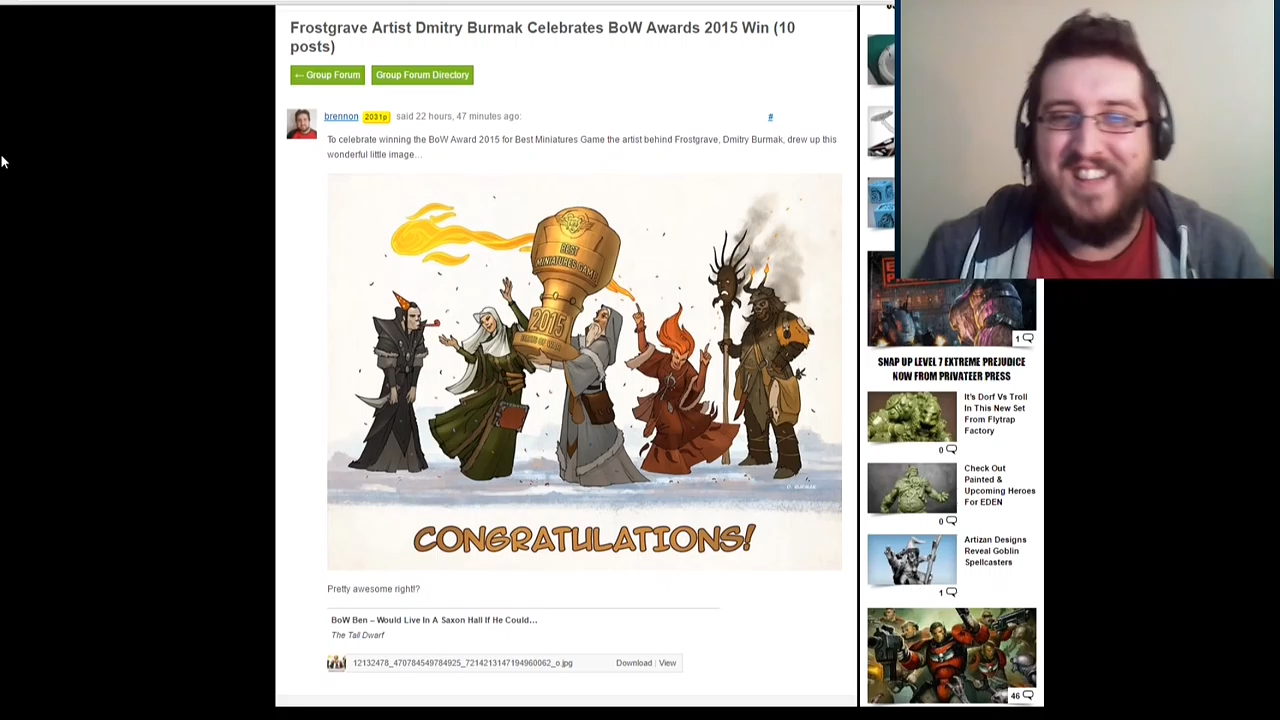 Frostgrave Artist Dmitry Burmak Celebrates BoW Awards 2015 Win (10
posts)
← Group Forum
Group Forum Directory
brennon 2031p said 22 hours, 47 minutes ago:
#
To celebrate winning the BoW Award 2015 for Best Miniatures Game the artist behind Frostgrave, Dmitry Burmak, drew up this
wonderful little image...
BEST
MINIATURES GAME
2015
CONGRATULATIONS!
Pretty awesome right!?
BoW Ben – Would Live In A Saxon Hall If He Could...
The Tall Dwarf
12132478_470784549784925_7214213147194960062_o.jpg
Download | View
1
SNAP UP LEVEL 7 EXTREME PREJUDICE
NOW FROM PRIVATEER PRESS
It's Dorf Vs Troll
In This New Set
From Flytrap
Factory
0
Check Out
Painted &
Upcoming Heroes
For EDEN
0
Artizan Designs
Reveal Goblin
Spellcasters
1
46